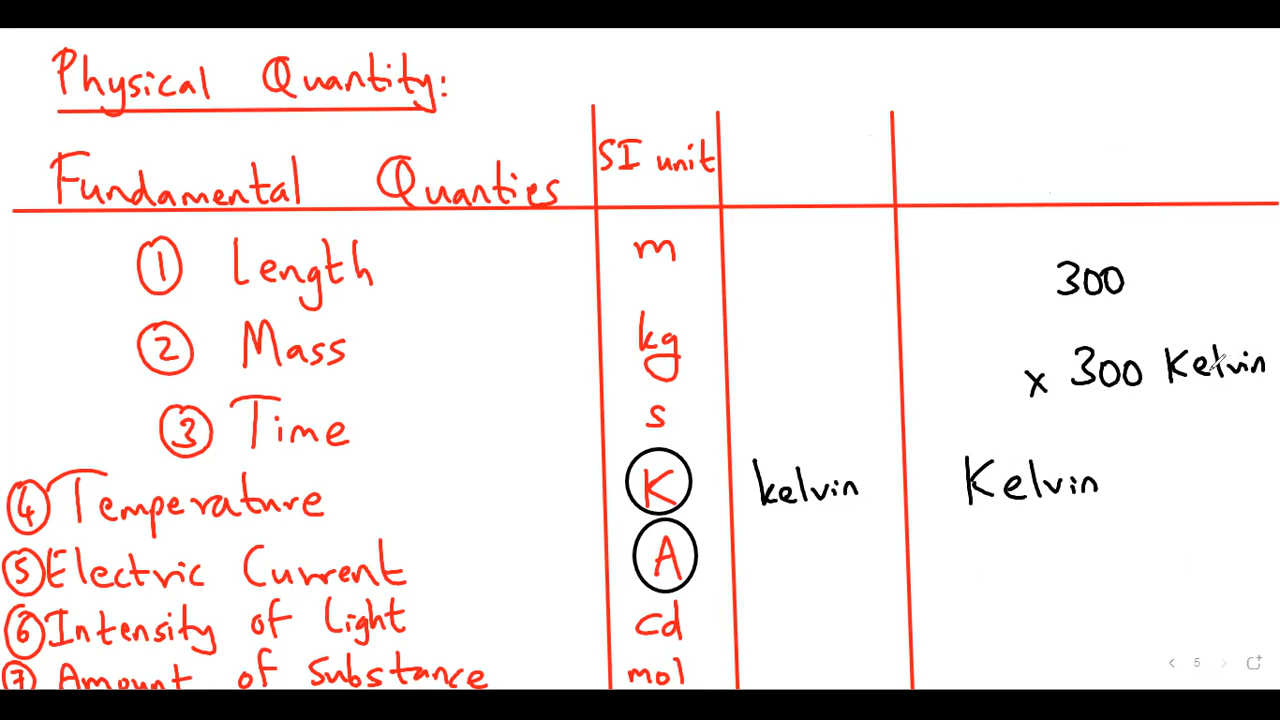 Physical Quantity:
Fundamental Quanties SI unit
① Length m 300
② Mass kg x 300 Kelvin
③ Time s
④ Temperature K kelvin Kelvin
⑤ Electric Current A
⑥ Intensity of Light cd
⑦ Amount of Substance mol
5